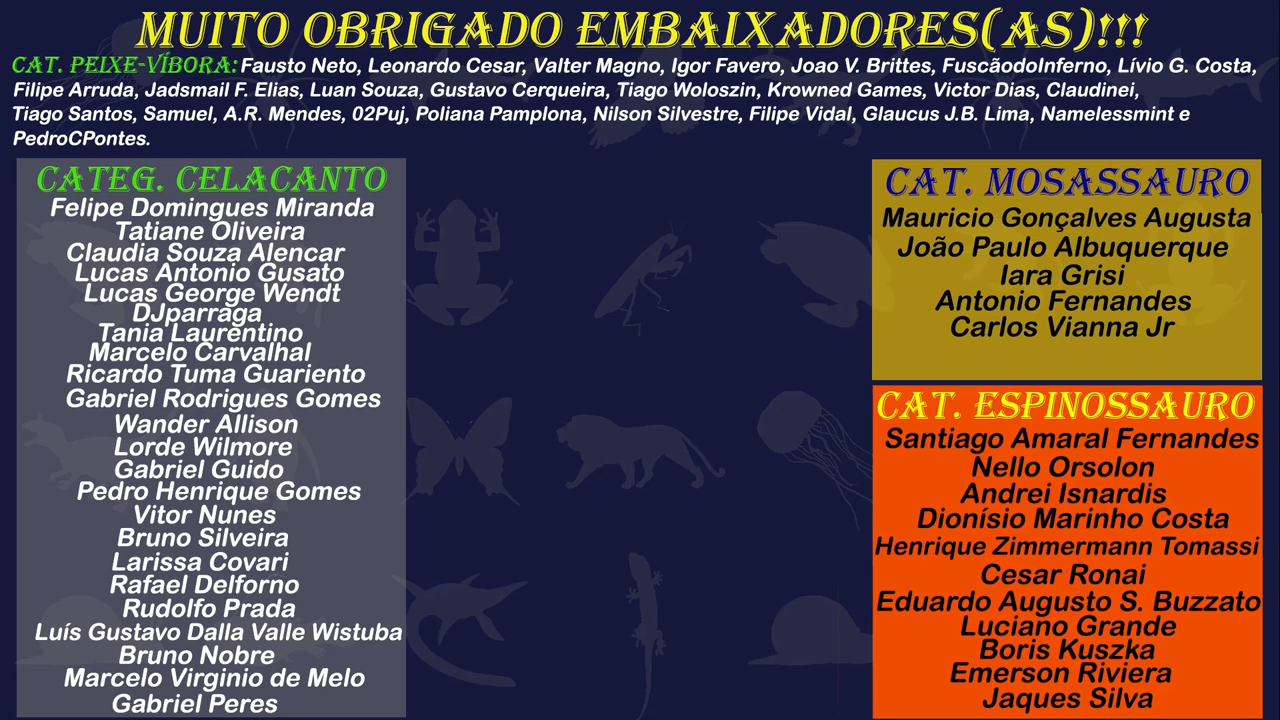 MUITO OBRIGADO EMBAIXADORES(AS)!!!
CAT. PEIXE-VÍBORA: Fausto Neto, Leonardo Cesar, Valter Magno, Igor Favero, Joao V. Brittes, FuscãodoInferno, Lívio G. Costa,
Filipe Arruda, Jadsmail F. Elias, Luan Souza, Gustavo Cerqueira, Tiago Woloszin, Krowned Games, Victor Dias, Claudinei,
Tiago Santos, Samuel, A.R. Mendes, 02Puj, Poliana Pamplona, Nilson Silvestre, Filipe Vidal, Glaucus J.B. Lima, Namelessmint e
PedroCPontes.
CATEG. CELACANTO
Felipe Domingues Miranda
Tatiane Oliveira
Claudia Souza Alencar
Lucas Antonio Gusato
Lucas George Wendt
DJparraga
Tania Laurentino
Marcelo Carvalhal
Ricardo Tuma Guariento
Gabriel Rodrigues Gomes
Wander Allison
Lorde Wilmore
Gabriel Guido
Pedro Henrique Gomes
Vitor Nunes
Bruno Silveira
Larissa Covari
Rafael Delforno
Rudolfo Prada
Luís Gustavo Dalla Valle Wistuba
Bruno Nobre
Marcelo Virginio de Melo
Gabriel Peres
CAT. MOSASSAURO
Mauricio Gonçalves Augusta
João Paulo Albuquerque
Iara Grisi
Antonio Fernandes
Carlos Vianna Jr
CAT. ESPINOSSAURO
Santiago Amaral Fernandes
Nello Orsolon
Andrei Isnardis
Dionísio Marinho Costa
Henrique Zimmermann Tomassi
Cesar Ronai
Eduardo Augusto S. Buzzato
Luciano Grande
Boris Kuszka
Emerson Riviera
Jaques Silva